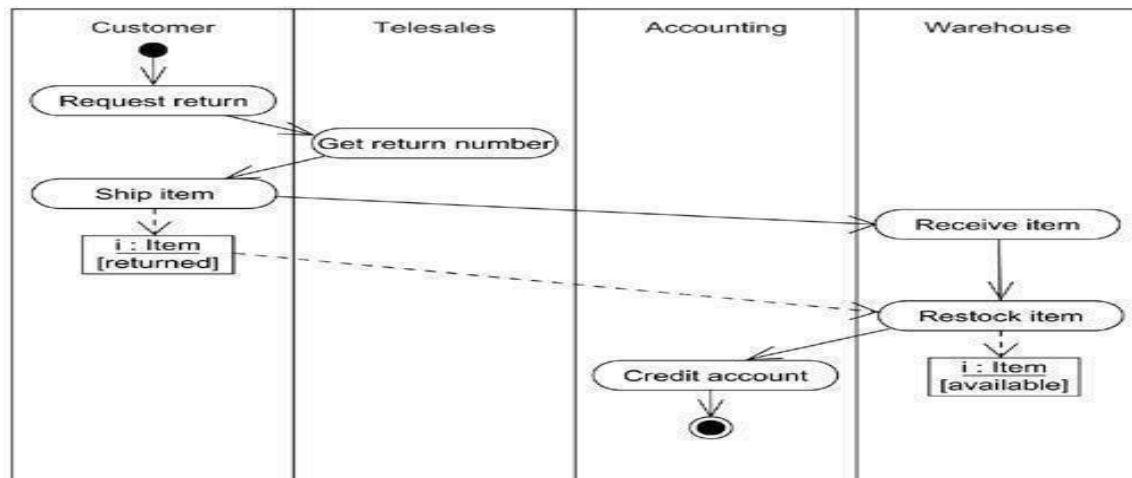 Customer
Telesales
Accounting
Warehouse
Request return
Get return number
Ship item
Receive item
i : Item
[returned]
Restock item
Credit account
i : Item
[available]